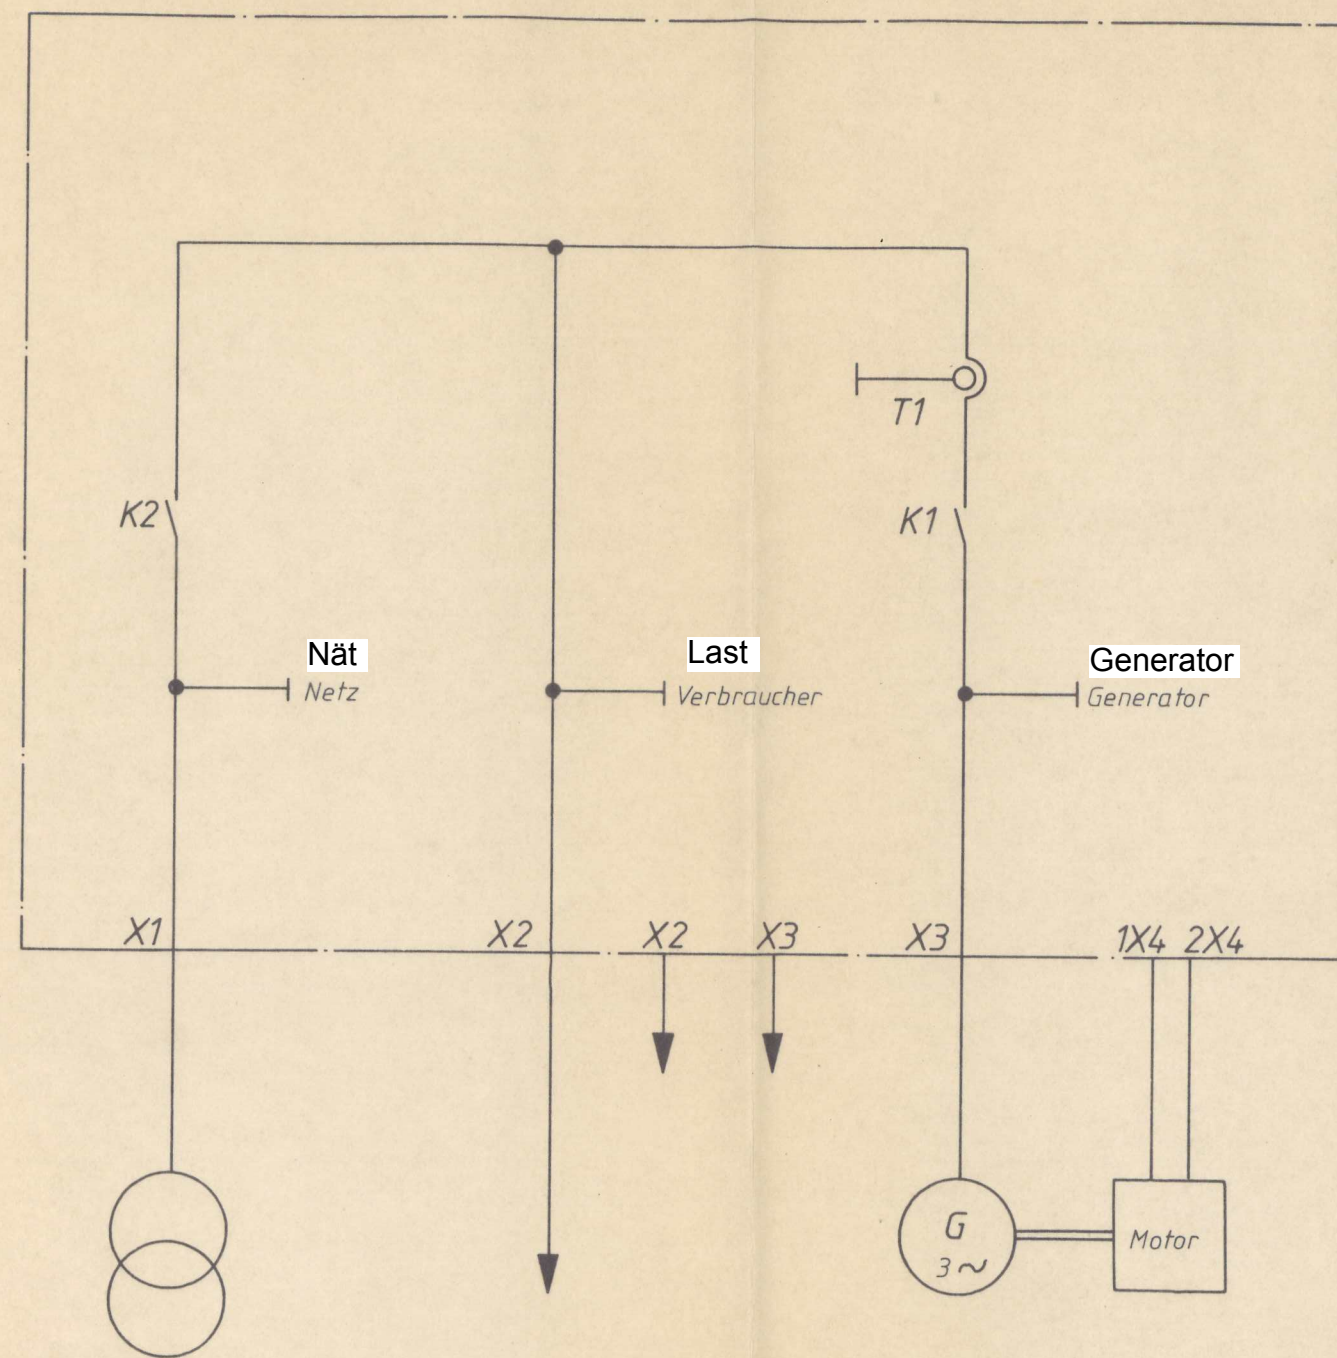 T1
K2
K1
Nät
Netz
Last
Verbraucher
Generator
Generator
X1
X2
X2
X3
X3
1X4
2X4
G
3~
Motor